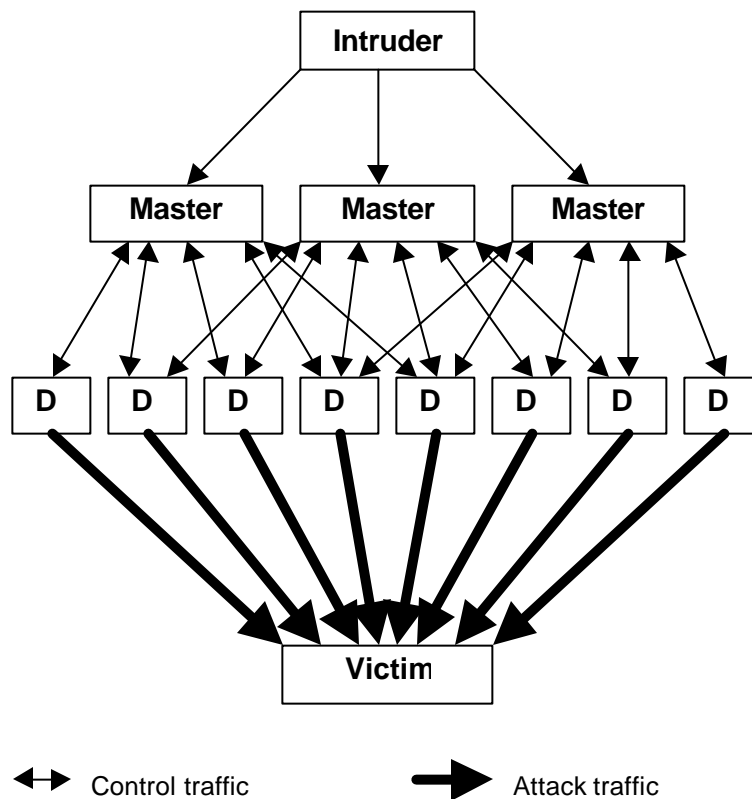 Intruder
Master Master Master
D D D D D D D D
Victim
Control traffic Attack traffic